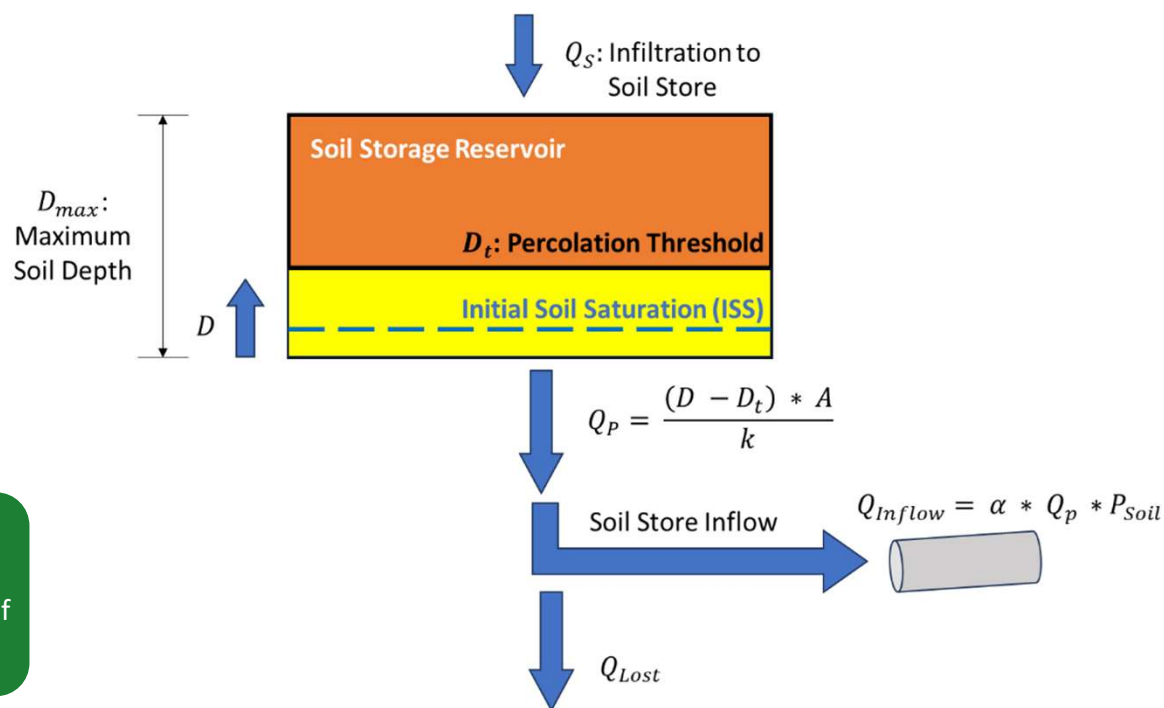 Q_S: Infiltration to
Soil Store
Soil Storage Reservoir
D_max:
Maximum
Soil Depth
D_t: Percolation Threshold
Initial Soil Saturation (ISS)
D
Q_P = (D − D_t) * A / k
Q_Inflow = α * Q_p * P_Soil
Soil Store Inflow
f
Q_Lost